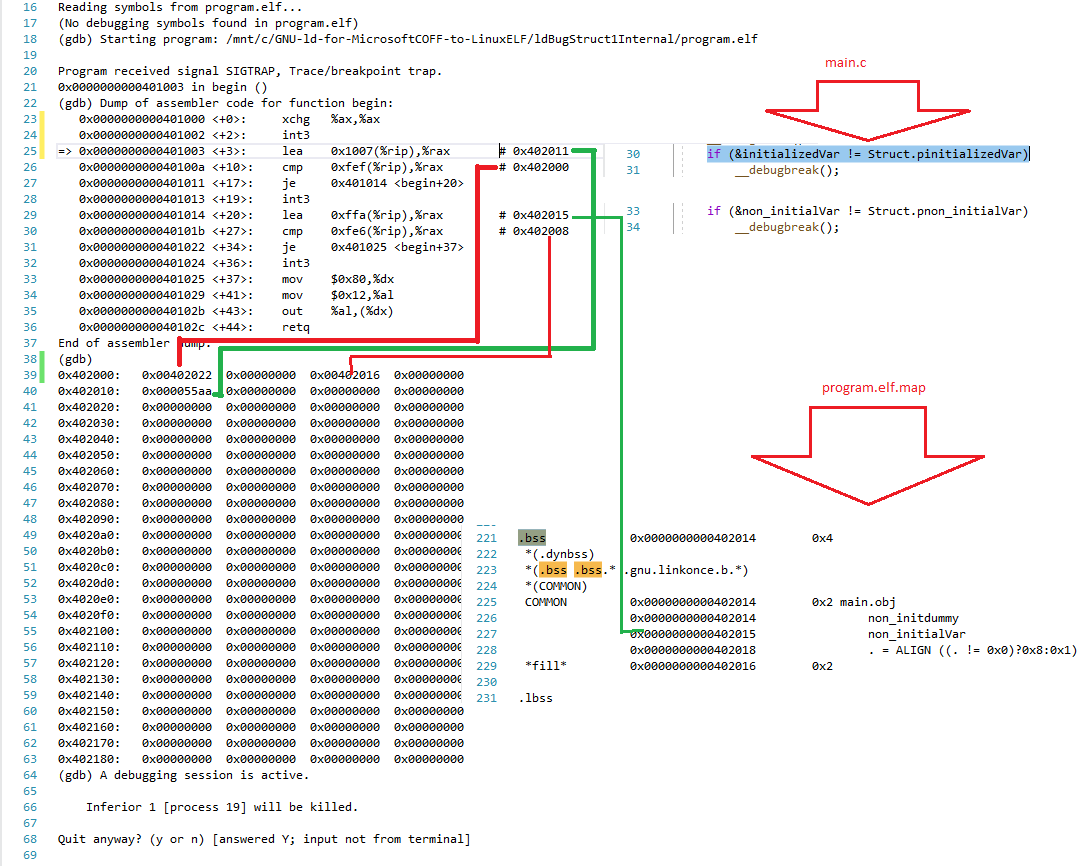 16 Reading symbols from program.elf...
17 (No debugging symbols found in program.elf)
18 (gdb) Starting program: /mnt/c/GNU-ld-for-MicrosoftCOFF-to-LinuxELF/ldBugStruct1Internal/program.elf
19
20 Program received signal SIGTRAP, Trace/breakpoint trap.
21 0x0000000000401003 in begin ()
22 (gdb) Dump of assembler code for function begin:
23 0x0000000000401000 <+0>: xchg %ax,%ax
24 0x0000000000401002 <+2>: int3
25 => 0x0000000000401003 <+3>: lea 0x1007(%rip),%rax # 0x402011
26 0x000000000040100a <+10>: cmp 0xfef(%rip),%rax # 0x402000
27 0x0000000000401011 <+17>: je 0x401014 <begin+20>
28 0x0000000000401013 <+19>: int3
29 0x0000000000401014 <+20>: lea 0xffa(%rip),%rax # 0x402015
30 0x000000000040101b <+27>: cmp 0xfe6(%rip),%rax # 0x402008
31 0x0000000000401022 <+34>: je 0x401025 <begin+37>
32 0x0000000000401024 <+36>: int3
33 0x0000000000401025 <+37>: mov $0x80,%dx
34 0x0000000000401029 <+41>: mov $0x12,%al
35 0x000000000040102b <+43>: out %al,(%dx)
36 0x000000000040102c <+44>: retq
37 End of assembler dump.
38 (gdb)
39 0x402000: 0x00402022 0x00000000 0x00402016 0x00000000
40 0x402010: 0x000055aa 0x00000000 0x00000000 0x00000000
41 0x402020: 0x00000000 0x00000000 0x00000000 0x00000000
42 0x402030: 0x00000000 0x00000000 0x00000000 0x00000000
43 0x402040: 0x00000000 0x00000000 0x00000000 0x00000000
44 0x402050: 0x00000000 0x00000000 0x00000000 0x00000000
45 0x402060: 0x00000000 0x00000000 0x00000000 0x00000000
46 0x402070: 0x00000000 0x00000000 0x00000000 0x00000000
47 0x402080: 0x00000000 0x00000000 0x00000000 0x00000000
48 0x402090: 0x00000000 0x00000000 0x00000000 0x00000000
49 0x4020a0: 0x00000000 0x00000000 0x00000000 0x00000000
50 0x4020b0: 0x00000000 0x00000000 0x00000000 0x00000000
51 0x4020c0: 0x00000000 0x00000000 0x00000000 0x00000000
52 0x4020d0: 0x00000000 0x00000000 0x00000000 0x00000000
53 0x4020e0: 0x00000000 0x00000000 0x00000000 0x00000000
54 0x4020f0: 0x00000000 0x00000000 0x00000000 0x00000000
55 0x402100: 0x00000000 0x00000000 0x00000000 0x00000000
56 0x402110: 0x00000000 0x00000000 0x00000000 0x00000000
57 0x402120: 0x00000000 0x00000000 0x00000000 0x00000000
58 0x402130: 0x00000000 0x00000000 0x00000000 0x00000000
59 0x402140: 0x00000000 0x00000000 0x00000000 0x00000000
60 0x402150: 0x00000000 0x00000000 0x00000000 0x00000000
61 0x402160: 0x00000000 0x00000000 0x00000000 0x00000000
62 0x402170: 0x00000000 0x00000000 0x00000000 0x00000000
63 0x402180: 0x00000000 0x00000000 0x00000000 0x00000000
64 (gdb) A debugging session is active.
65
66 Inferior 1 [process 19] will be killed.
67
68 Quit anyway? (y or n) [answered Y; input not from terminal]
69
main.c
30 if (&initializedVar != Struct.pinitializedVar)
31 __debugbreak();
33 if (&non_initialVar != Struct.pnon_initialVar)
34 __debugbreak();
program.elf.map
221 .bss 0x0000000000402014 0x4
222 *(.dynbss)
223 *(.bss .bss.* .gnu.linkonce.b.*)
224 *(COMMON)
225 COMMON 0x0000000000402014 0x2 main.obj
226 0x0000000000402014 non_initdummy
227 0x0000000000402015 non_initialVar
228 0x0000000000402018 . = ALIGN ((. != 0x0)?0x8:0x1)
229 *fill* 0x0000000000402016 0x2
230
231 .lbss